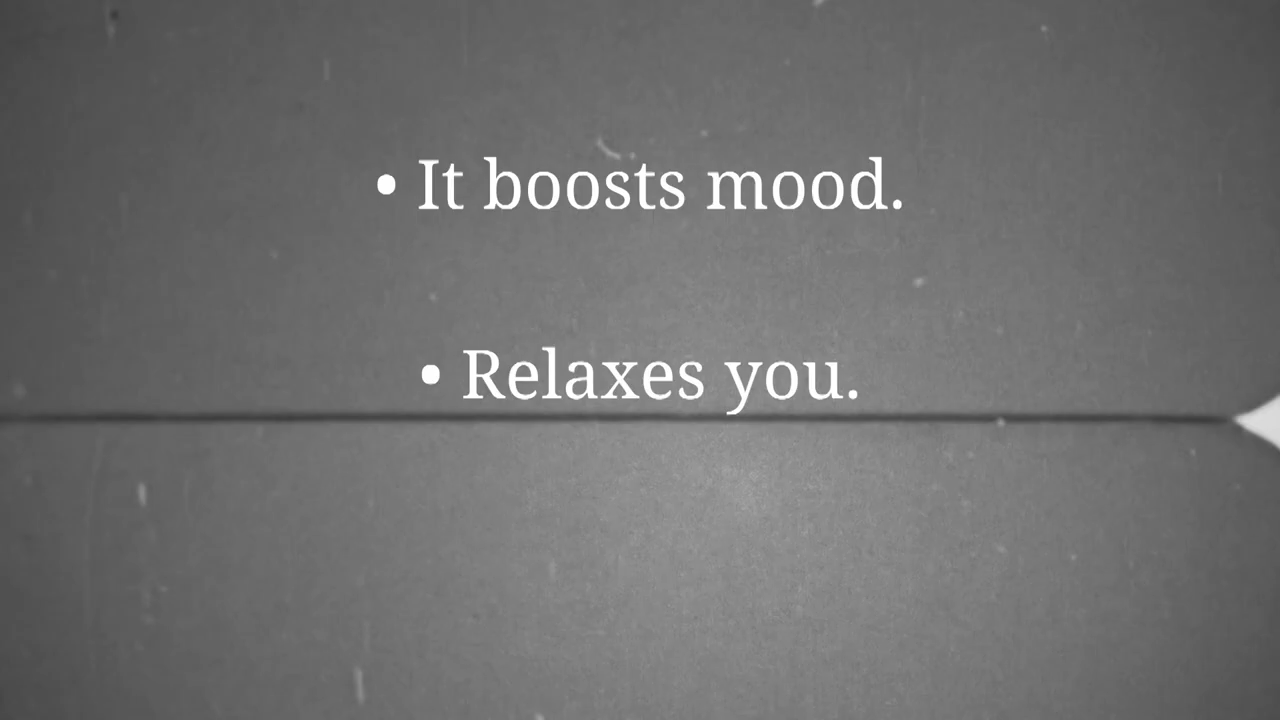 • It boosts mood.
• Relaxes you.